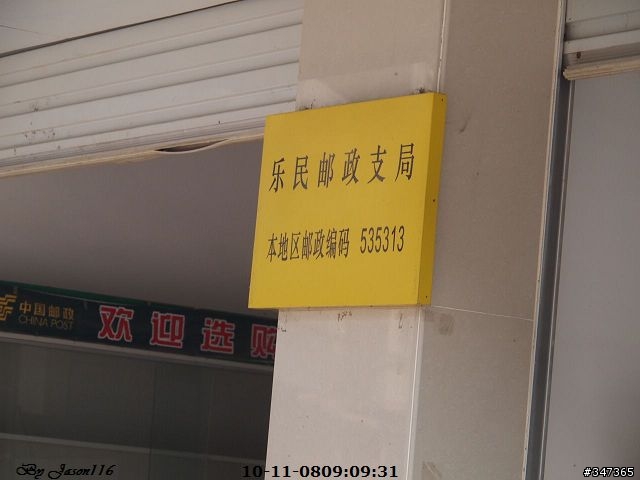 乐民邮政支局
本地区邮政编码 535313
中国邮政
CHINA POST
欢迎选购
By Jason116
10-11-0809:09:31
#347365